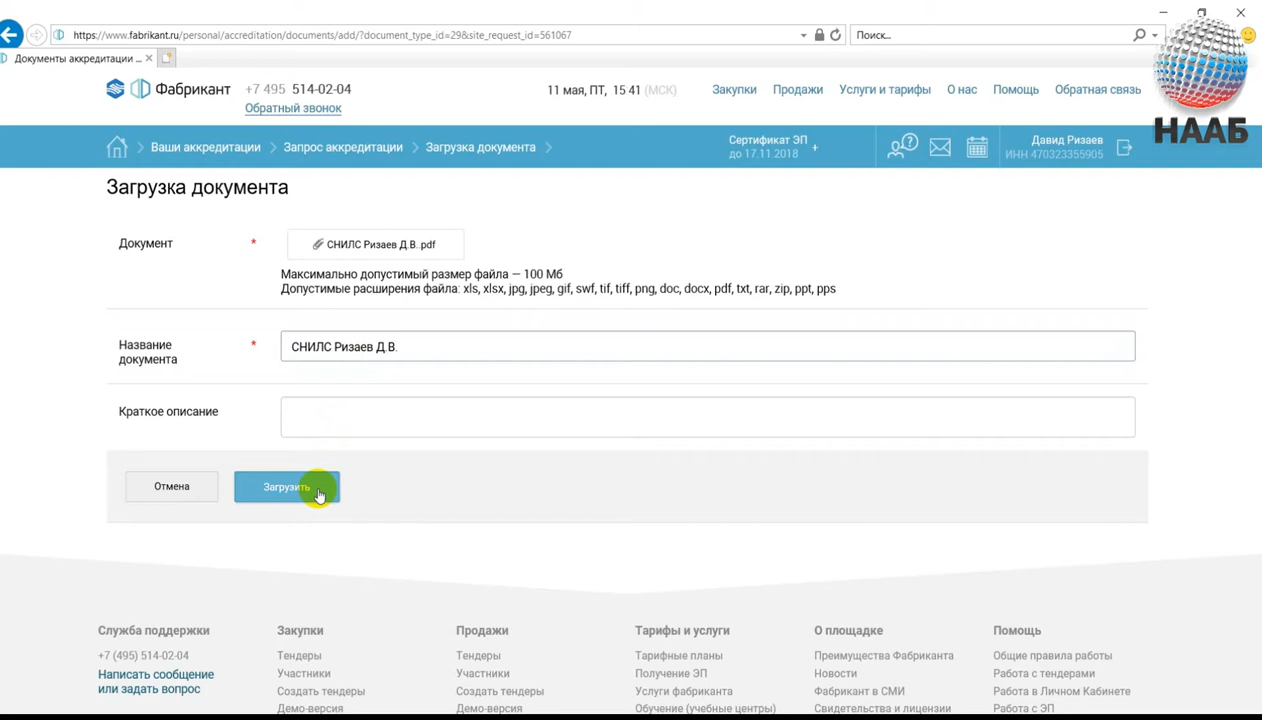 https://www.fabrikant.ru/personal/accreditation/documents/add/?document_type_id=29&site_request_id=561067
Поиск...
Документы аккредитации ...
Фабрикант
+7 495 514-02-04
Обратный звонок
11 мая, ПТ, 15 41 (МСК)
Закупки
Продажи
Услуги и тарифы
О нас
Помощь
Обратная связь
НААБ
Ваши аккредитации
Запрос аккредитации
Загрузка документа
Сертификат ЭП
до 17.11.2018
+
Давид Ризаев
ИНН 470323355905
Загрузка документа
Документ *
СНИЛС Ризаев Д.В..pdf
Максимально допустимый размер файла — 100 Мб
Допустимые расширения файла: xls, xlsx, jpg, jpeg, gif, swf, tif, tiff, png, doc, docx, pdf, txt, rar, zip, ppt, pps
Название *
документа
СНИЛС Ризаев Д.В.
Краткое описание
Отмена
Загрузить
Служба поддержки
+7 (495) 514-02-04
Написать сообщение
или задать вопрос
Закупки
Тендеры
Участники
Создать тендеры
Демо-версия
Продажи
Тендеры
Участники
Создать тендеры
Демо-версия
Тарифы и услуги
Тарифные планы
Получение ЭП
Услуги фабриканта
Обучение (учебные центры)
О площадке
Преимущества Фабриканта
Новости
Фабрикант в СМИ
Свидетельства и лицензии
Помощь
Общие правила работы
Работа с тендерами
Работа в Личном Кабинете
Работа с ЭП